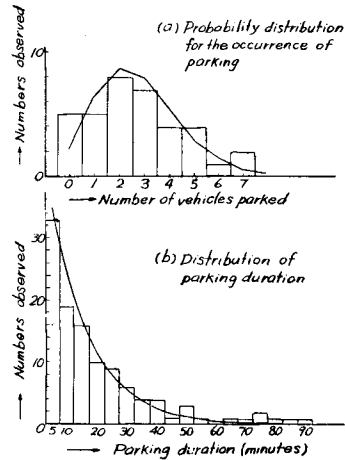 (a) Probability distribution
for the occurrence of
parking
→ Numbers observed
10
0
0 1 2 3 4 5 6 7
→ Number of vehicles parked
(b) Distribution of
parking duration
→ Numbers observed
30
20
10
0
0 5 10 20 30 40 50 60 70 80 90
→ Parking duration (minutes)